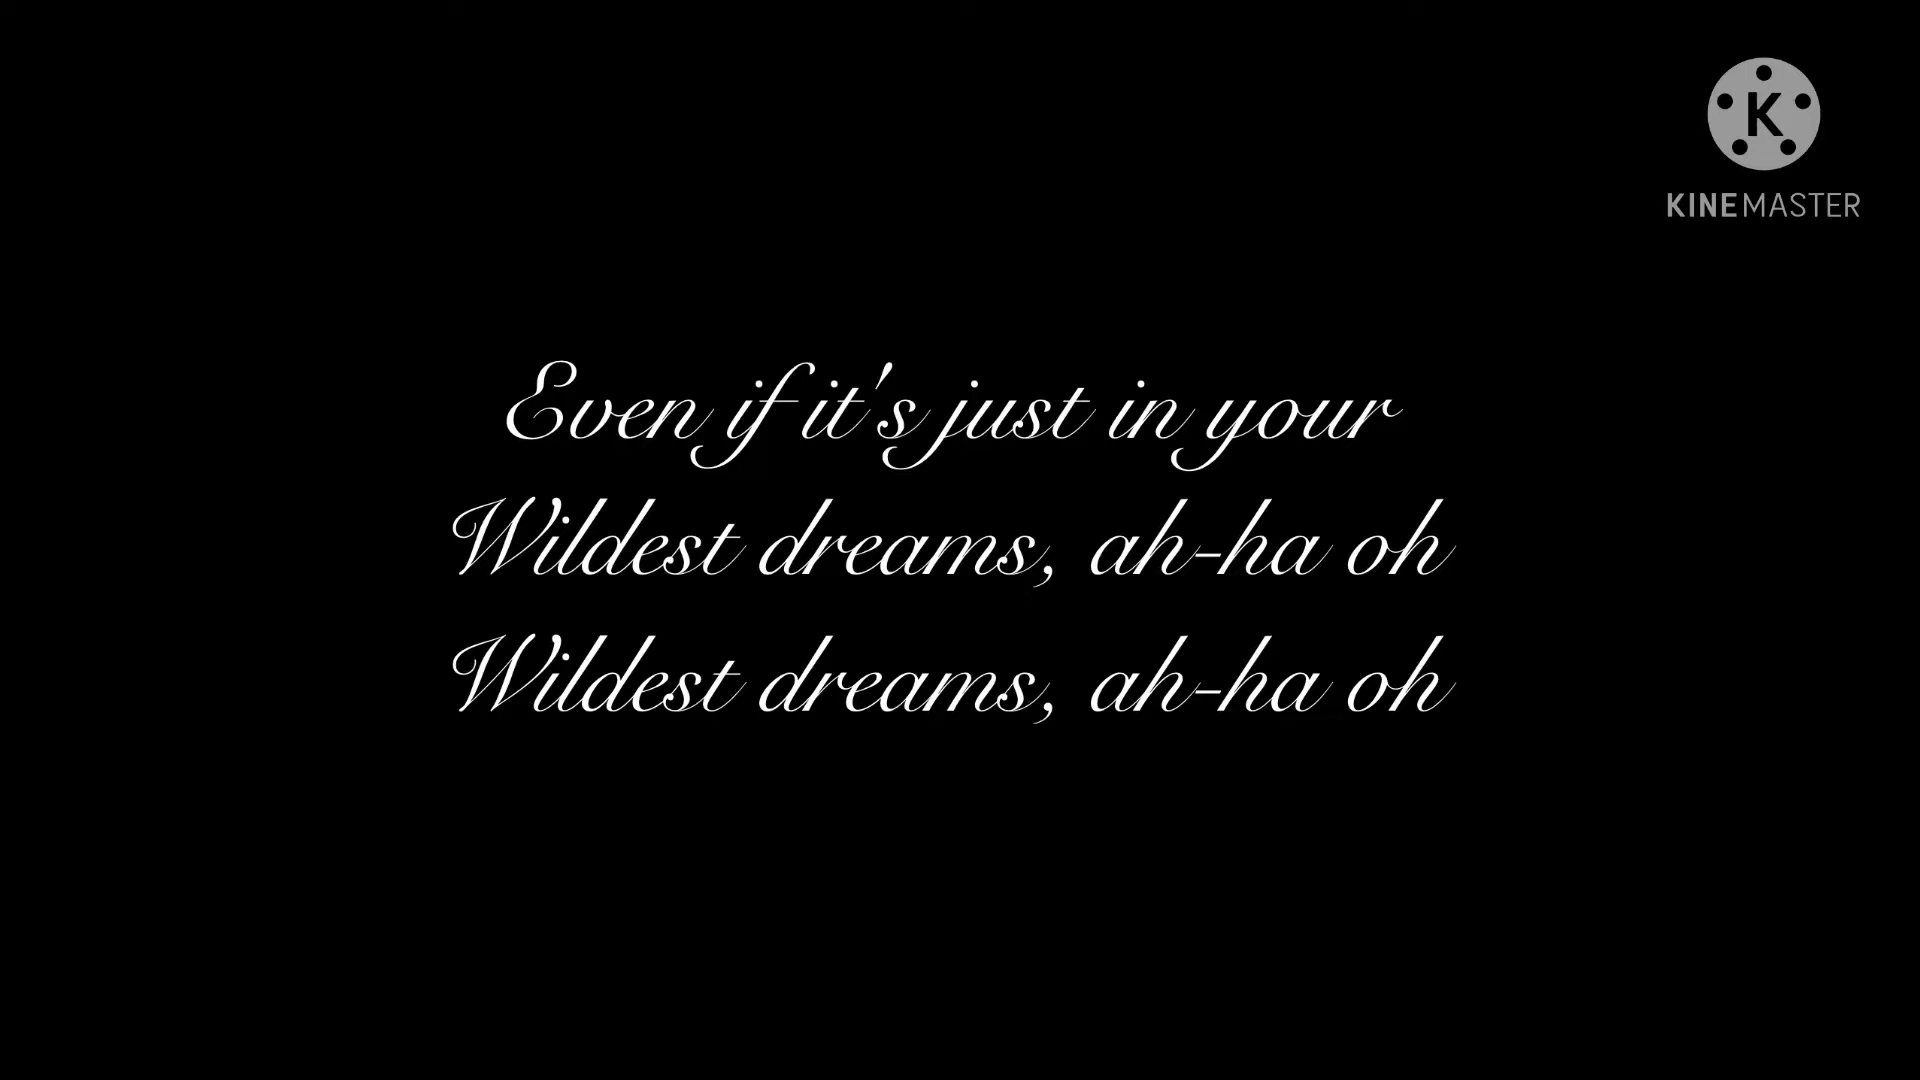 K
KINEMASTER
Even if it's just in your
Wildest dreams, ah-ha oh
Wildest dreams, ah-ha oh